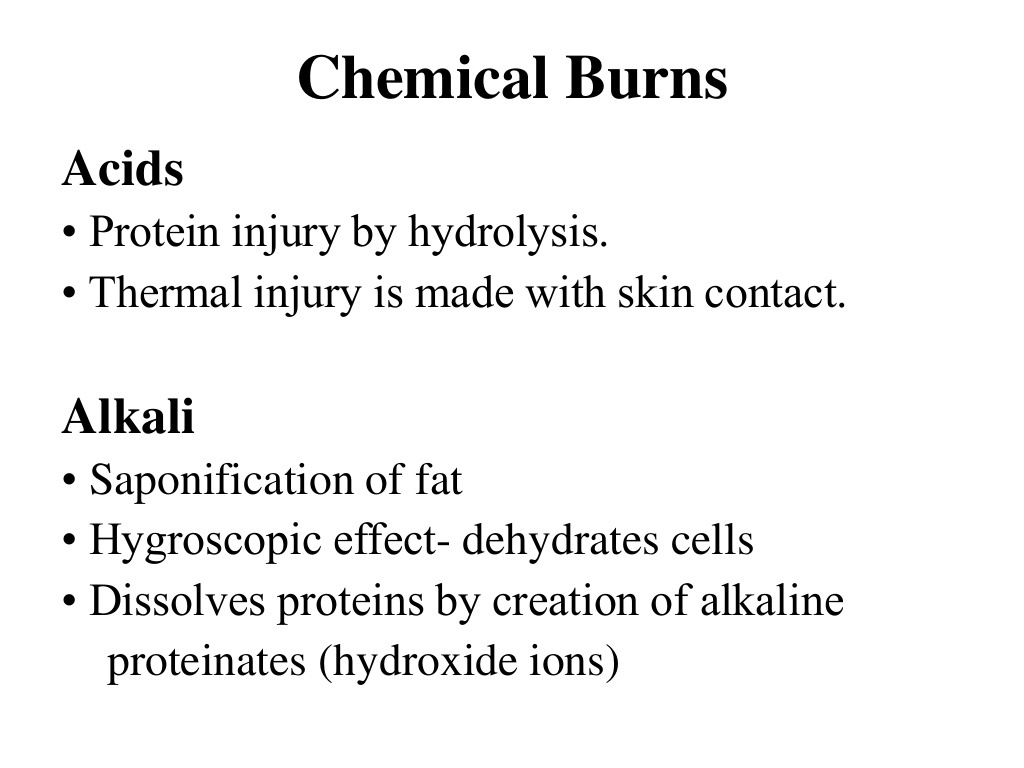 Chemical Burns
Acids
• Protein injury by hydrolysis.
• Thermal injury is made with skin contact.
Alkali
• Saponification of fat
• Hygroscopic effect- dehydrates cells
• Dissolves proteins by creation of alkaline
proteinates (hydroxide ions)